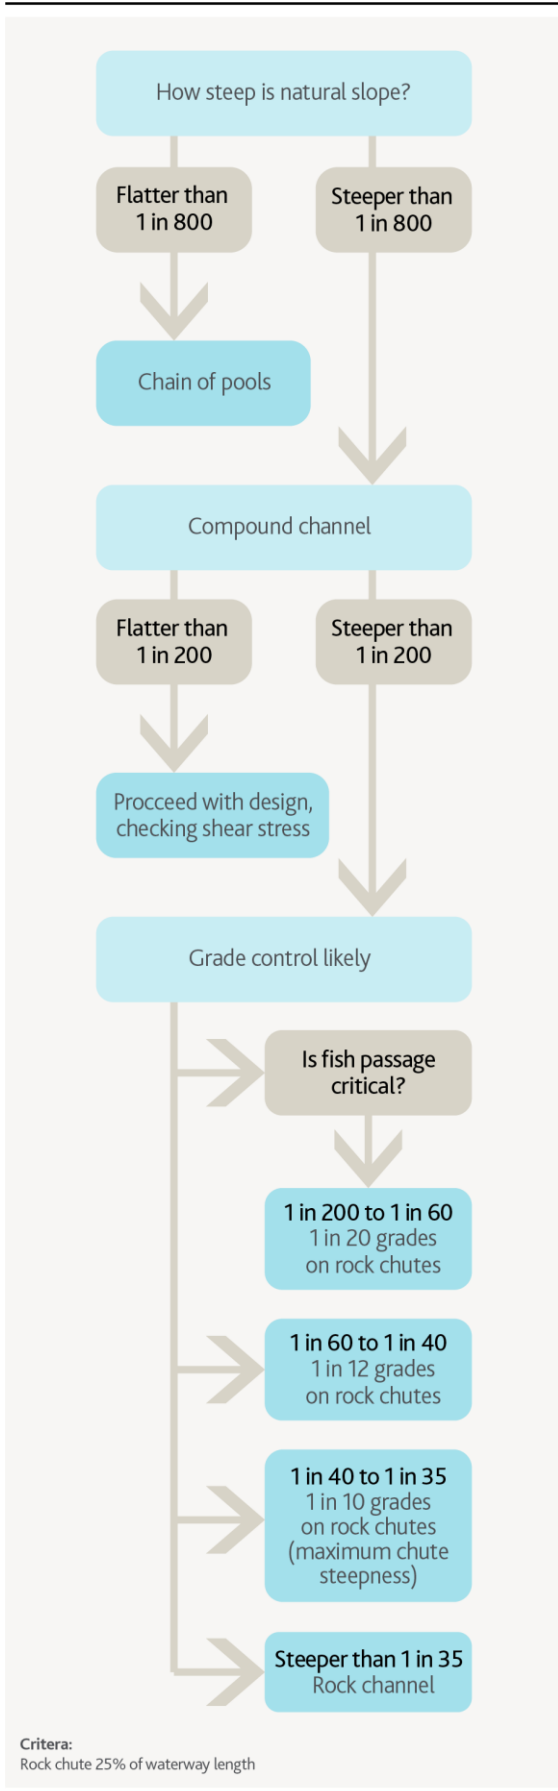 How steep is natural slope?
Flatter than
1 in 800
Steeper than
1 in 800
Chain of pools
Compound channel
Flatter than
1 in 200
Steeper than
1 in 200
Procceed with design,
checking shear stress
Grade control likely
Is fish passage
critical?
1 in 200 to 1 in 60
1 in 20 grades
on rock chutes
1 in 60 to 1 in 40
1 in 12 grades
on rock chutes
1 in 40 to 1 in 35
1 in 10 grades
on rock chutes
(maximum chute
steepness)
Steeper than 1 in 35
Rock channel
Critera:
Rock chute 25% of waterway length